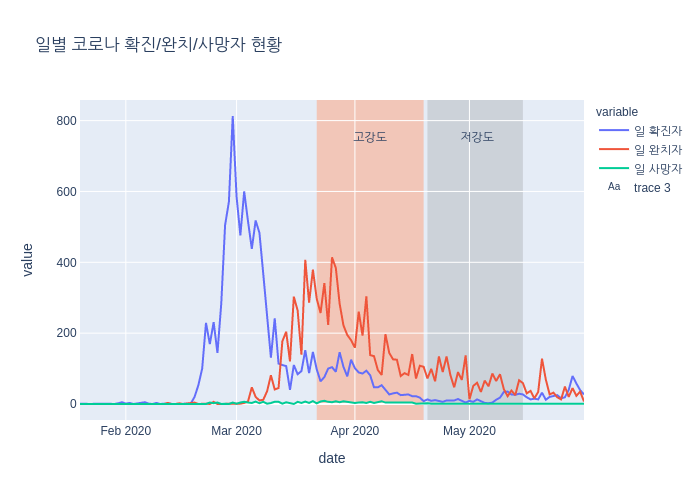 일별 코로나 확진/완치/사망자 현황
variable
일 확진자
일 완치자
일 사망자
Aa trace 3
고강도
저강도
value
800
600
400
200
0
Feb 2020
Mar 2020
Apr 2020
May 2020
date